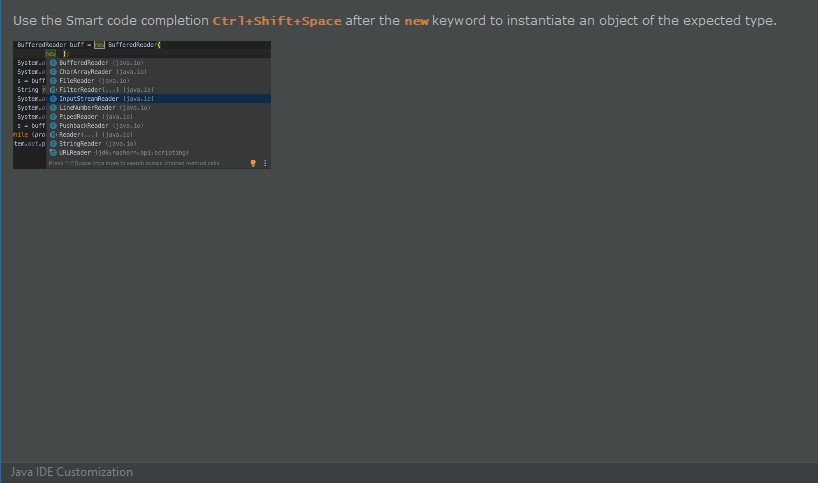 Use the Smart code completion Ctrl+Shift+Space after the new keyword to instantiate an object of the expected type.
BufferedReader buff = new BufferedReader(
new );
System.o BufferedReader (java.io)
System.o CharArrayReader (java.io)
s = buff FileReader (java.io)
String FilterReader(...) (java.io)
System.o InputStreamReader (java.io)
System.o LineNumberReader (java.io)
System.o PipedReader (java.io)
s = buff PushbackReader (java.io)
hile (pro Reader(...) (java.io)
tem.out.p StringReader (java.io)
URLReader (jdk.nashorn.api.scripting)
Press ^⇧Space once more to search across chained method calls
Java IDE Customization